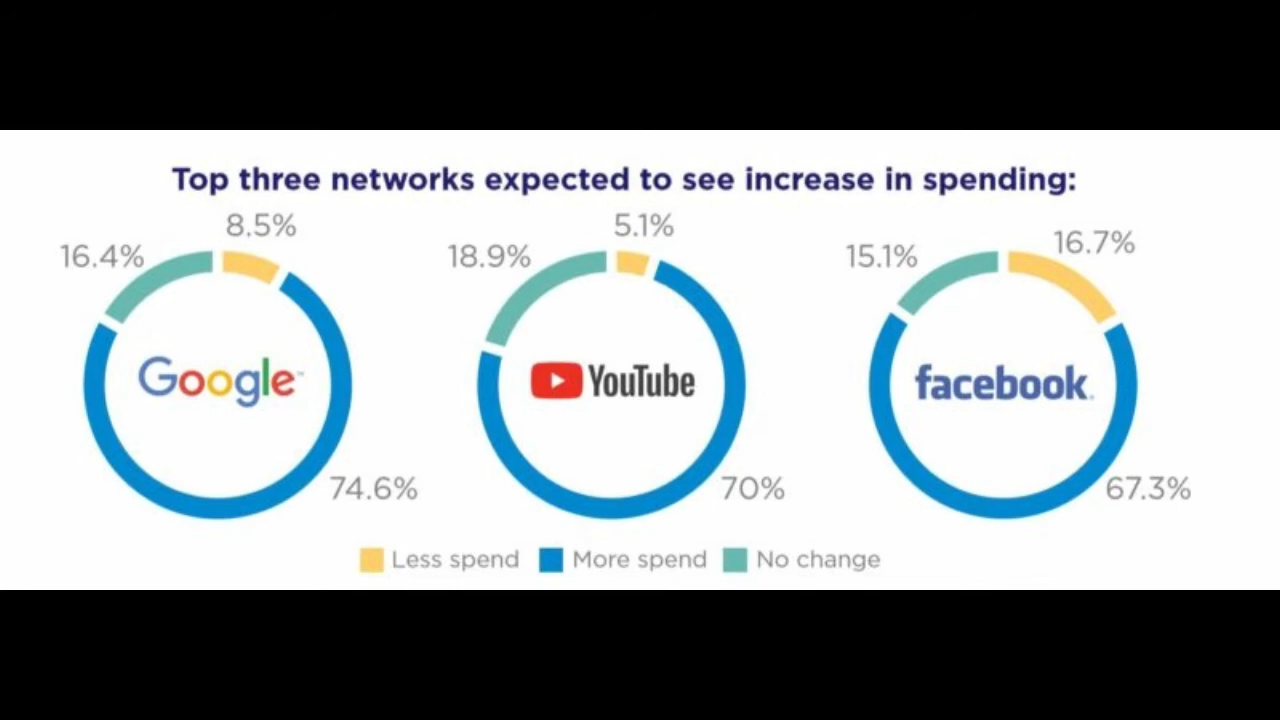 Top three networks expected to see increase in spending:
8.5%
16.4%
Google™
74.6%
5.1%
18.9%
YouTube
70%
16.7%
15.1%
facebook.
67.3%
Less spend More spend No change